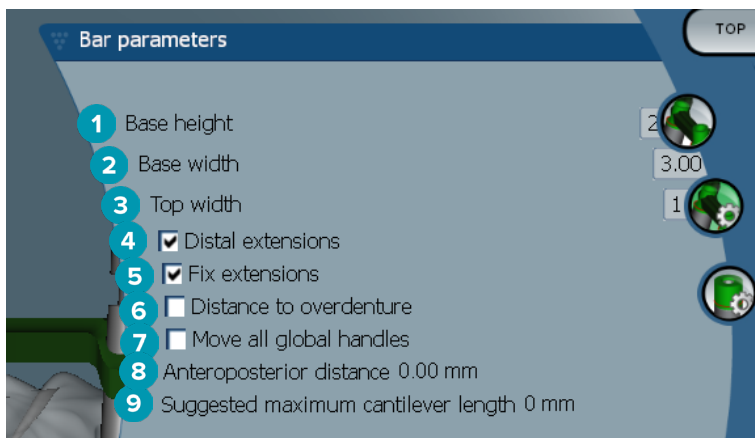 Bar parameters
TOP
1 Base height 2
2 Base width 3.00
3 Top width 1
4 Distal extensions
5 Fix extensions
6 Distance to overdenture
7 Move all global handles
8 Anteroposterior distance 0.00 mm
9 Suggested maximum cantilever length 0 mm